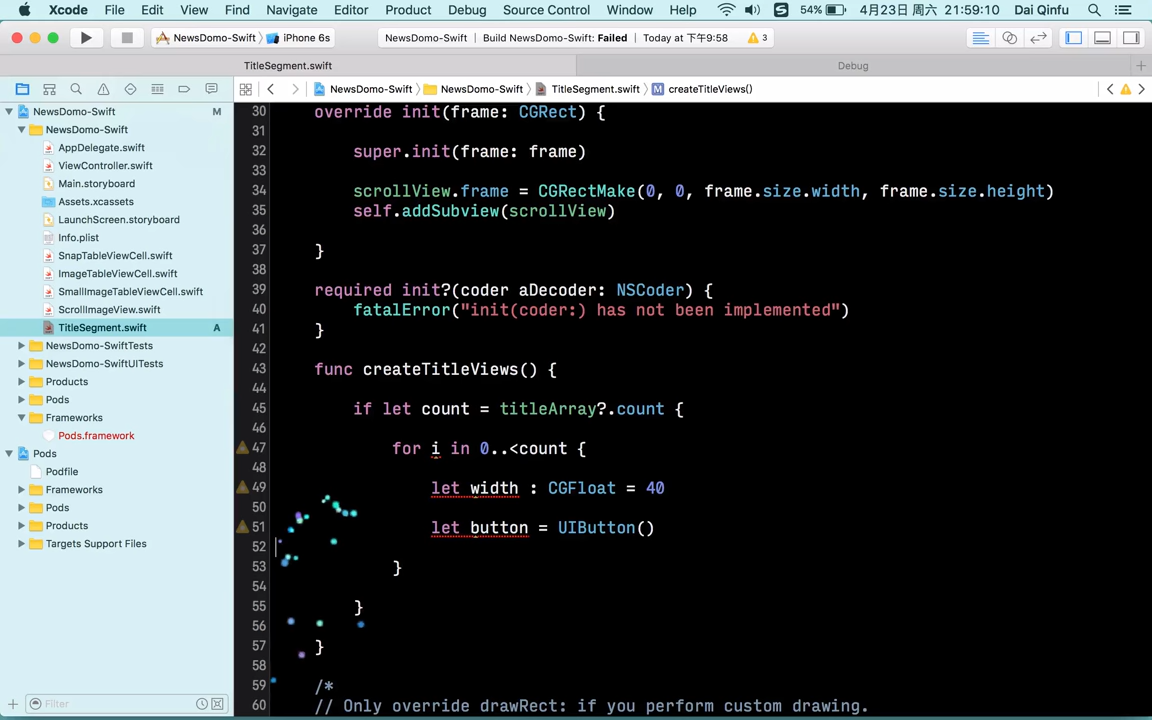 Xcode File Edit View Find Navigate Editor Product Debug Source Control Window Help 54% 4月23日 周六 21:59:10 Dai Qinfu
NewsDomo-Swift iPhone 6s NewsDomo-Swift Build NewsDomo-Swift: Failed Today at 下午9:58 3
TitleSegment.swift Debug
NewsDomo-Swift NewsDomo-Swift TitleSegment.swift M createTitleViews()
NewsDomo-Swift M
NewsDomo-Swift
AppDelegate.swift
ViewController.swift
Main.storyboard
Assets.xcassets
LaunchScreen.storyboard
Info.plist
SnapTableViewCell.swift
ImageTableViewCell.swift
SmallImageTableViewCell.swift
ScrollImageView.swift
TitleSegment.swift A
NewsDomo-SwiftTests
NewsDomo-SwiftUITests
Products
Pods
Frameworks
Pods.framework
Pods
Podfile
Frameworks
Pods
Products
Targets Support Files
Filter
30 override init(frame: CGRect) {
31
32 super.init(frame: frame)
33
34 scrollView.frame = CGRectMake(0, 0, frame.size.width, frame.size.height)
35 self.addSubview(scrollView)
36
37 }
38
39 required init?(coder aDecoder: NSCoder) {
40 fatalError("init(coder:) has not been implemented")
41 }
42
43 func createTitleViews() {
44
45 if let count = titleArray?.count {
46
47 for i in 0..<count {
48
49 let width : CGFloat = 40
50
51 let button = UIButton()
52
53 }
54
55 }
56
57 }
58
59 /*
60 // Only override drawRect: if you perform custom drawing.